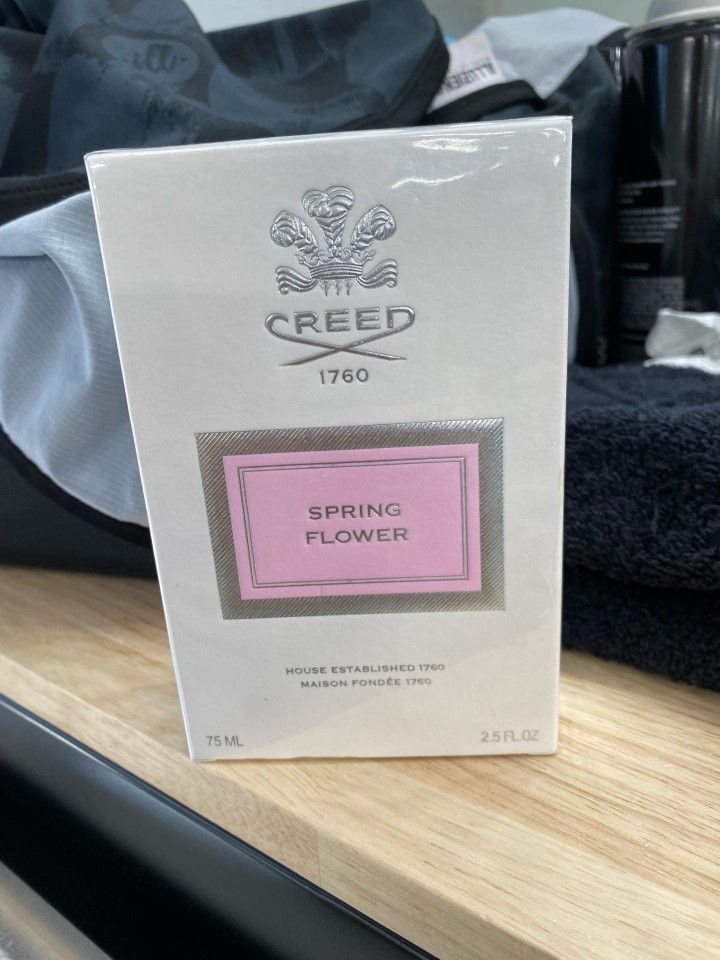 CREED
1760
SPRING
FLOWER
HOUSE ESTABLISHED 1760
MAISON FONDÉE 1760
75 ML
2.5 FL.OZ